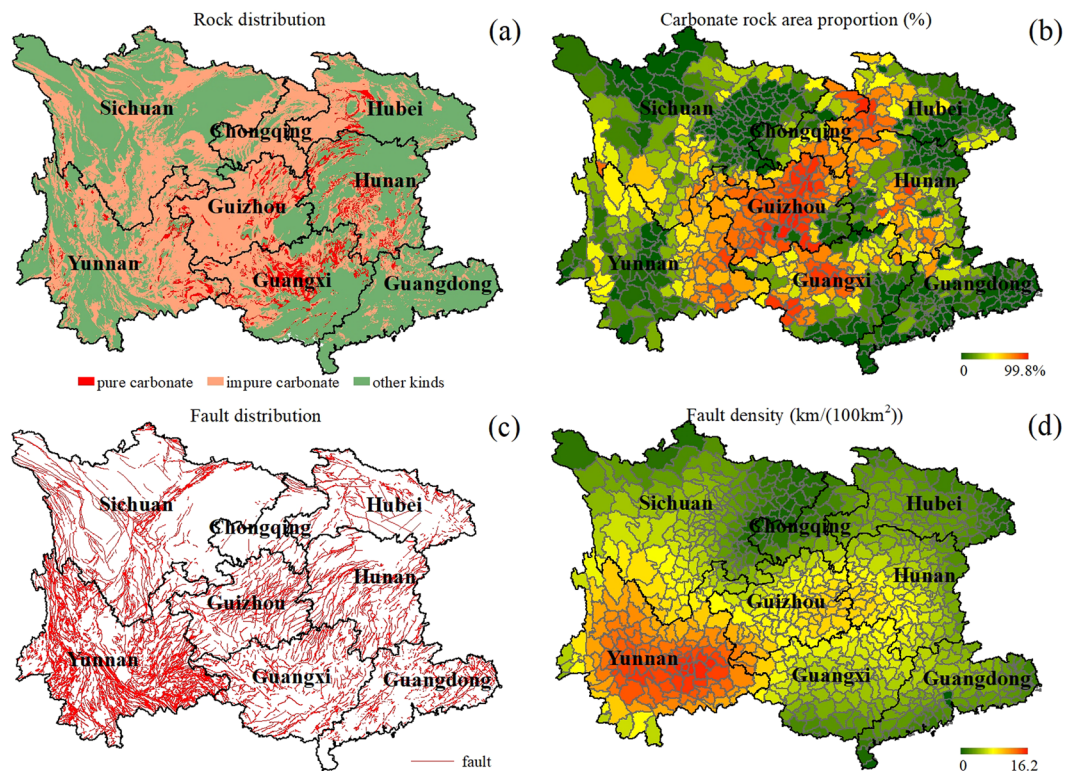 Rock distribution
(a)
Sichuan
Hubei
Chongqing
Hunan
Guizhou
Yunnan
Guangxi
Guangdong
pure carbonate
impure carbonate
other kinds
Carbonate rock area proportion (%)
(b)
Sichuan
Hubei
Chongqing
Hunan
Guizhou
Yunnan
Guangxi
Guangdong
0
99.8%
Fault distribution
(c)
Sichuan
Hubei
Chongqing
Hunan
Guizhou
Yunnan
Guangxi
Guangdong
fault
Fault density (km/(100km²))
(d)
Sichuan
Hubei
Chongqing
Hunan
Guizhou
Yunnan
Guangxi
Guangdong
0
16.2